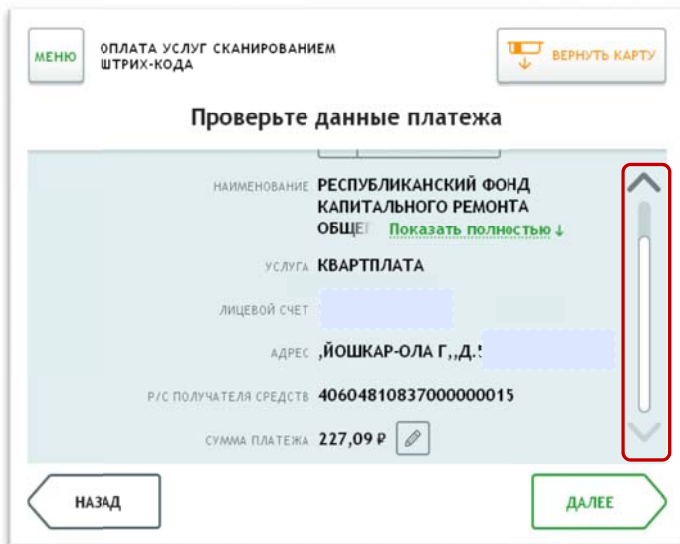 МЕНЮ
ОПЛАТА УСЛУГ СКАНИРОВАНИЕМ
ШТРИХ-КОДА
ВЕРНУТЬ КАРТУ
Проверьте данные платежа
НАИМЕНОВАНИЕ РЕСПУБЛИКАНСКИЙ ФОНД
КАПИТАЛЬНОГО РЕМОНТА
Показать полностью ↓
УСЛУГА КВАРТПЛАТА
ЛИЦЕВОЙ СЧЕТ
АДРЕС ,ЙОШКАР-ОЛА Г,,Д.
Р/С ПОЛУЧАТЕЛЯ СРЕДСТВ 40604810837000000015
СУММА ПЛАТЕЖА 227,09 ₽
НАЗАД
ДАЛЕЕ